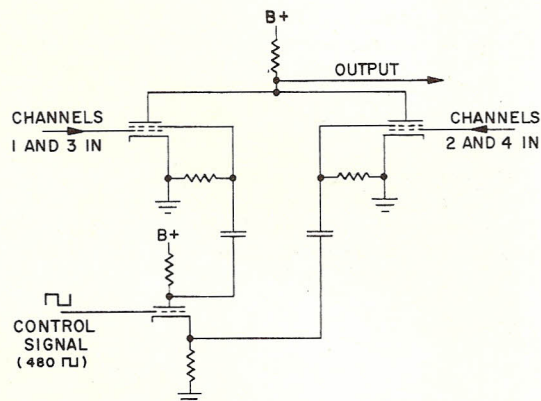 B+
OUTPUT
CHANNELS
1 AND 3 IN
CHANNELS
2 AND 4 IN
B+
CONTROL
SIGNAL
(480 ⊓⊔)